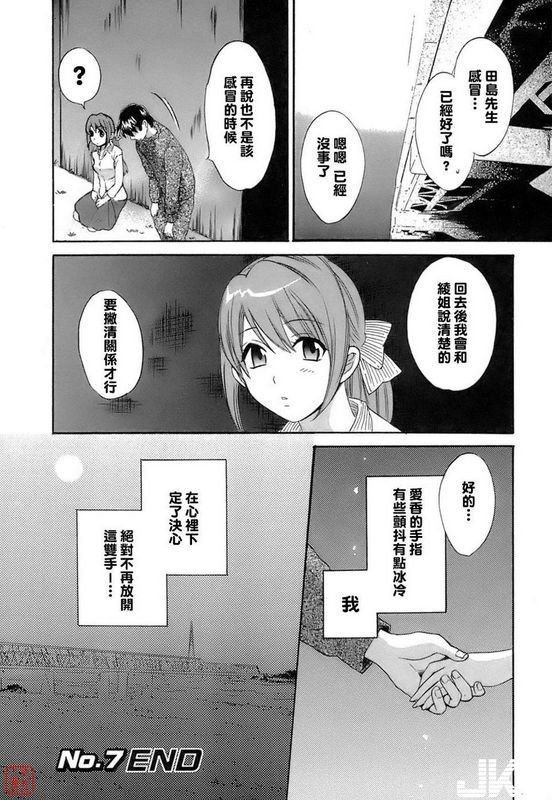 田島先生
感冒…
已經好了嗎?
嗯嗯 已經
沒事了
再說也不是該
感冒的時候
?
回去後我會和
綾姐說清楚的
要撇清關係才行
好的…
愛香的手指
有些顫抖有點冰冷
我
在心裡下
定了決心
絕對不再放開
這雙手ー…
No.7 END
JK